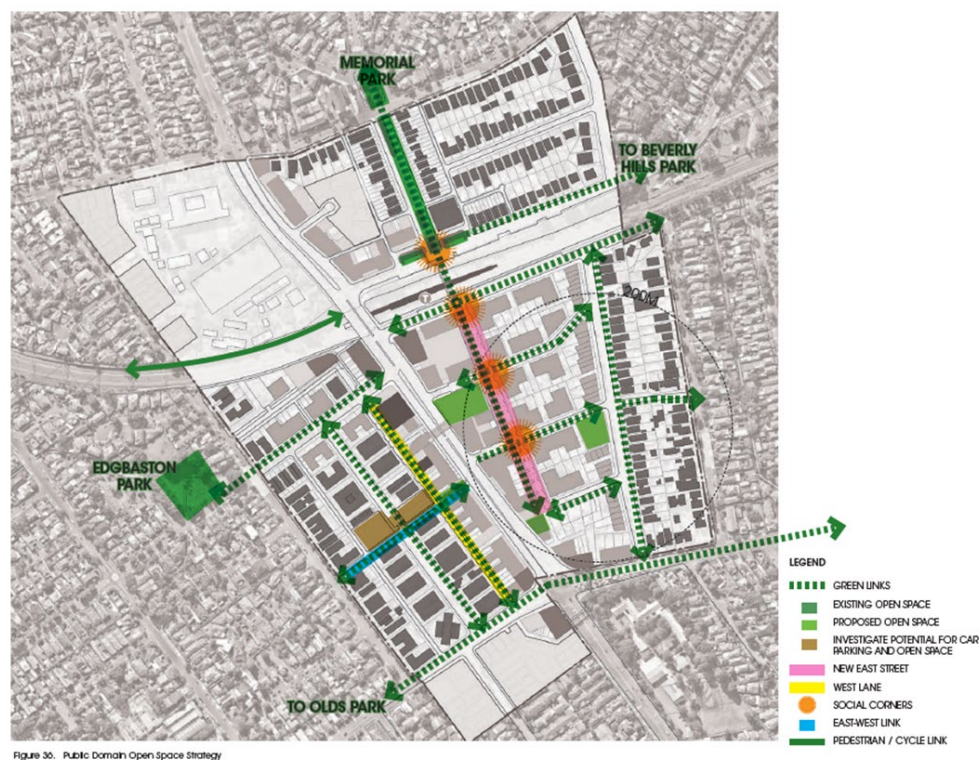 MEMORIAL
PARK
TO BEVERLY
HILLS PARK
200M
T
EDGBASTON
PARK
TO OLDS PARK
LEGEND
GREEN LINKS
EXISTING OPEN SPACE
PROPOSED OPEN SPACE
INVESTIGATE POTENTIAL FOR CAR
PARKING AND OPEN SPACE
NEW EAST STREET
WEST LANE
SOCIAL CORNERS
EAST-WEST LINK
PEDESTRIAN / CYCLE LINK
Figure 36. Public Domain Open Space Strategy